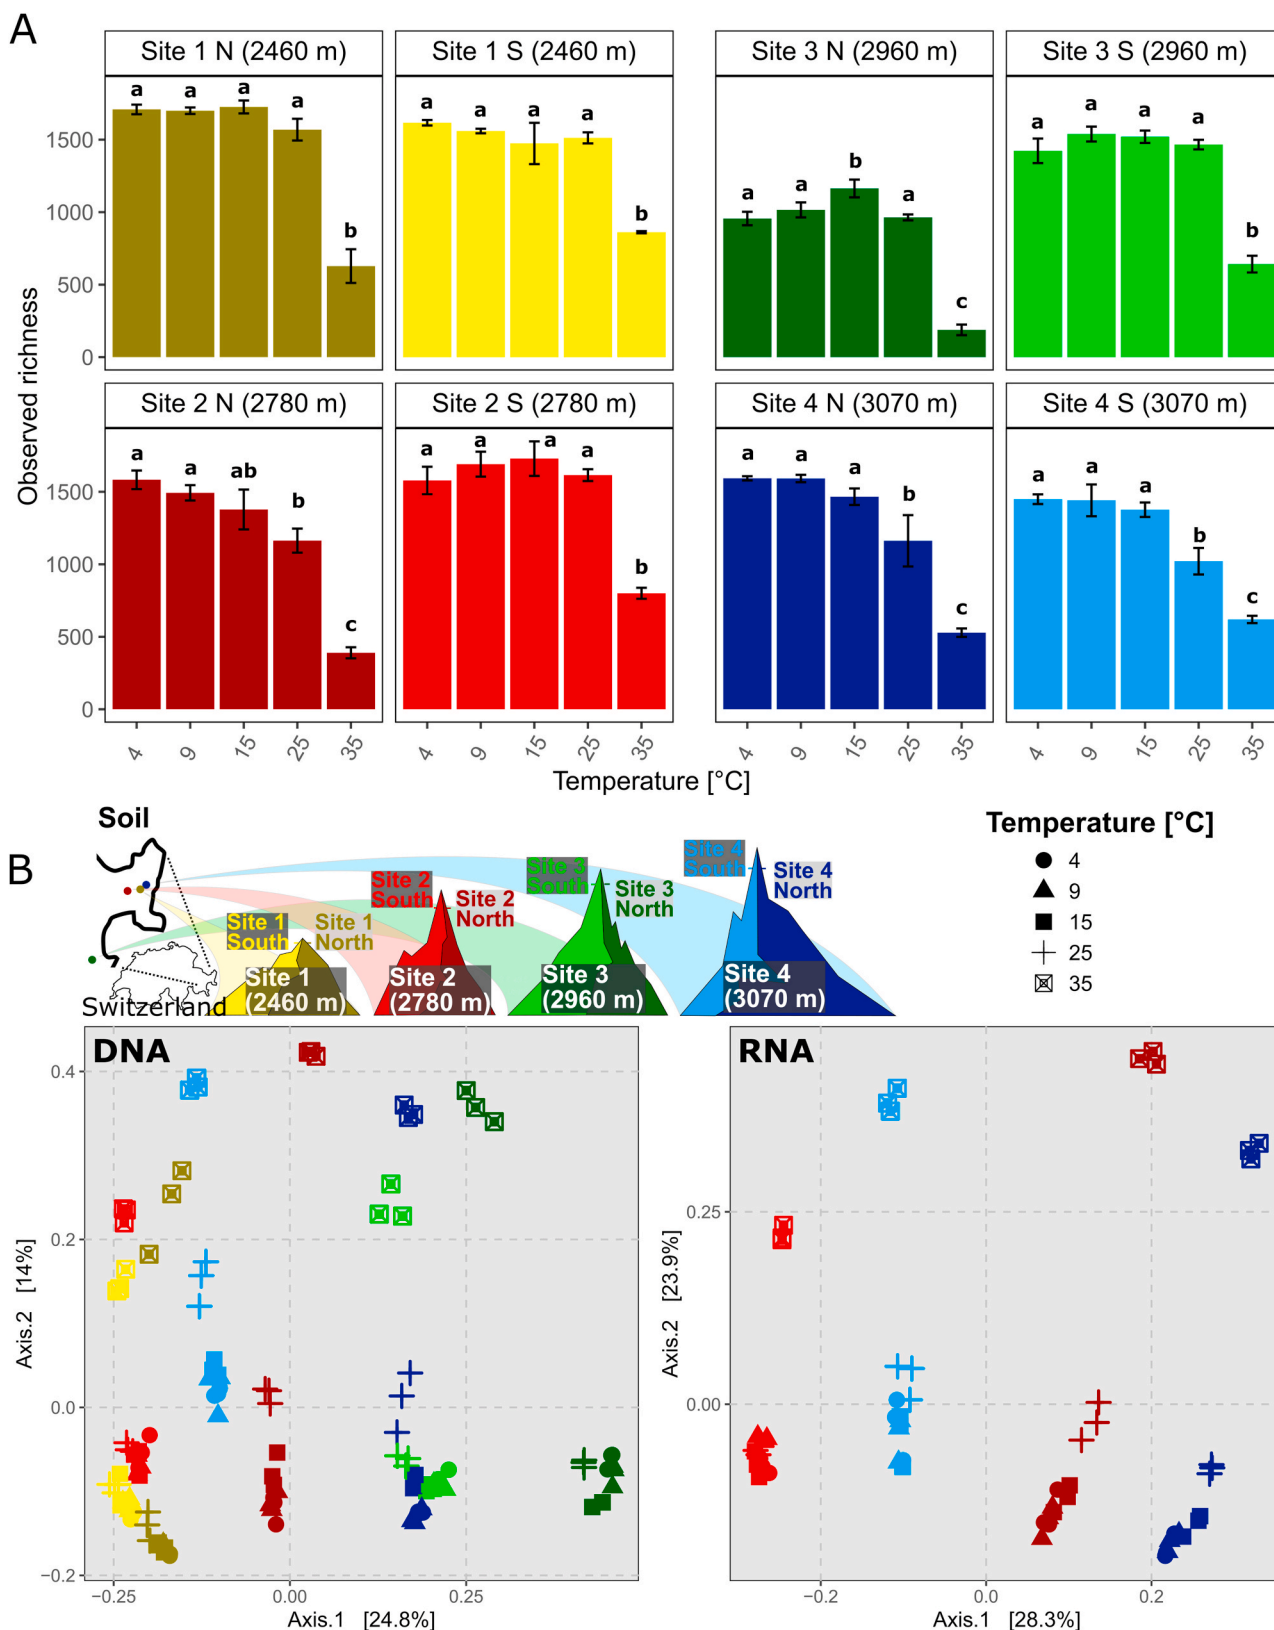 A
Site 1 N (2460 m)
Site 1 S (2460 m)
Site 3 N (2960 m)
Site 3 S (2960 m)
Observed richness
1500
1000
500
0
a a a a b
a a a a b
a a b a c
a a a a b
Site 2 N (2780 m)
Site 2 S (2780 m)
Site 4 N (3070 m)
Site 4 S (3070 m)
1500
1000
500
0
a a ab b c
a a a a b
a a a b c
a a a b c
4 9 15 25 35
4 9 15 25 35
4 9 15 25 35
4 9 15 25 35
Temperature [°C]
B
Soil
Switzerland
Site 1
South
Site 1
North
Site 1
(2460 m)
Site 2
South
Site 2
North
Site 2
(2780 m)
Site 3
South
Site 3
North
Site 3
(2960 m)
Site 4
South
Site 4
North
Site 4
(3070 m)
Temperature [°C]
4
9
15
25
35
DNA
Axis.2 [14%]
0.4
0.2
0.0
−0.2
−0.25 0.00 0.25
Axis.1 [24.8%]
RNA
Axis.2 [23.9%]
0.25
0.00
−0.2 0.0 0.2
Axis.1 [28.3%]